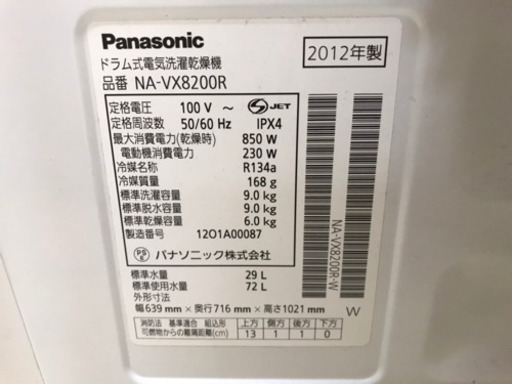 Panasonic
2012年製
ドラム式電気洗濯乾燥機
品番 NA-VX8200R
定格電圧 100 V ～ S JET
定格周波数 50/60 Hz IPX4
最大消費電力(乾燥時) 850 W
電動機消費電力 230 W
冷媒名称 R134a
冷媒質量 168 g
標準洗濯容量 9.0 kg
標準脱水容量 9.0 kg
標準乾燥容量 6.0 kg
製造番号 12O1A00087
PSE パナソニック株式会社
標準水量 29 L
標準使用水量 72 L
外形寸法
幅639 mm×奥行716 mm×高さ1021 mm
消防法 基準適合 組込形 上方 側方 後方 下方
可燃物からの離隔距離(cm) 13 1 1 0
NA-VX8200R-W
W